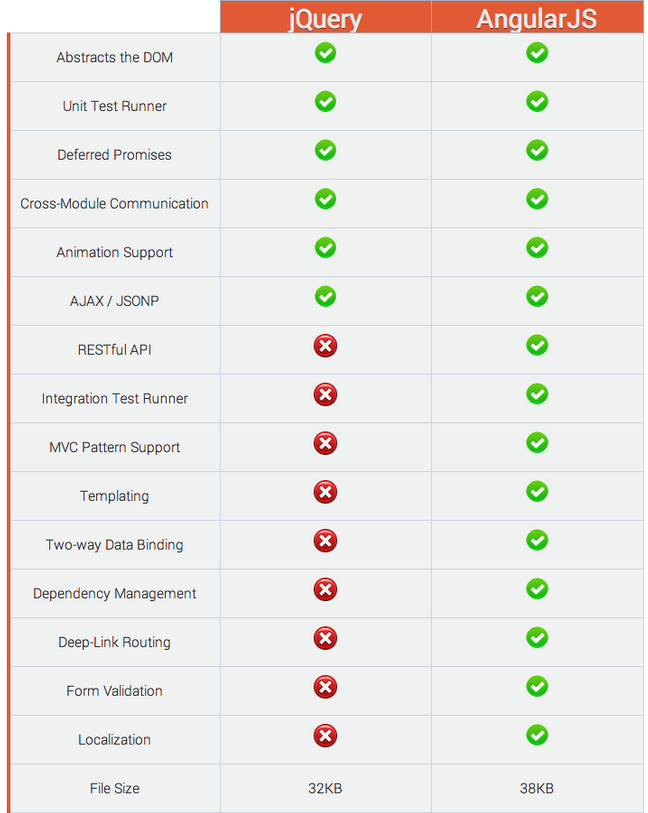 jQuery AngularJS
Abstracts the DOM
Unit Test Runner
Deferred Promises
Cross-Module Communication
Animation Support
AJAX / JSONP
RESTful API
Integration Test Runner
MVC Pattern Support
Templating
Two-way Data Binding
Dependency Management
Deep-Link Routing
Form Validation
Localization
File Size 32KB 38KB